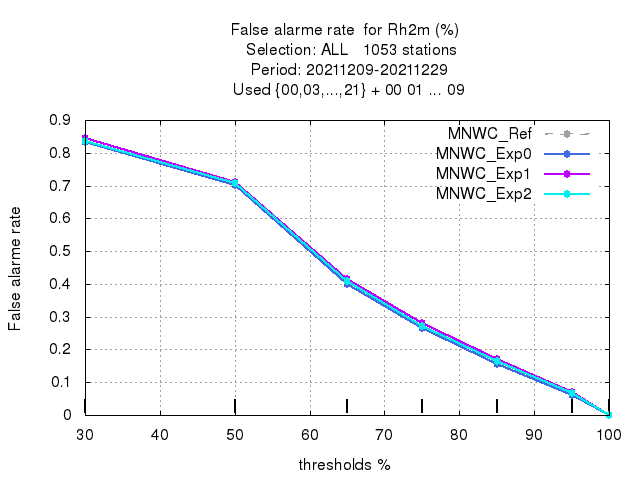 False alarme rate  for Rh2m (%)
Selection: ALL   1053 stations
Period: 20211209-20211229
Used {00,03,...,21} + 00 01 ... 09
MNWC_Ref
MNWC_Exp0
MNWC_Exp1
MNWC_Exp2
0.9
0.8
0.7
0.6
0.5
0.4
0.3
0.2
0.1
0
False alarme rate
30 40 50 60 70 80 90 100
thresholds %